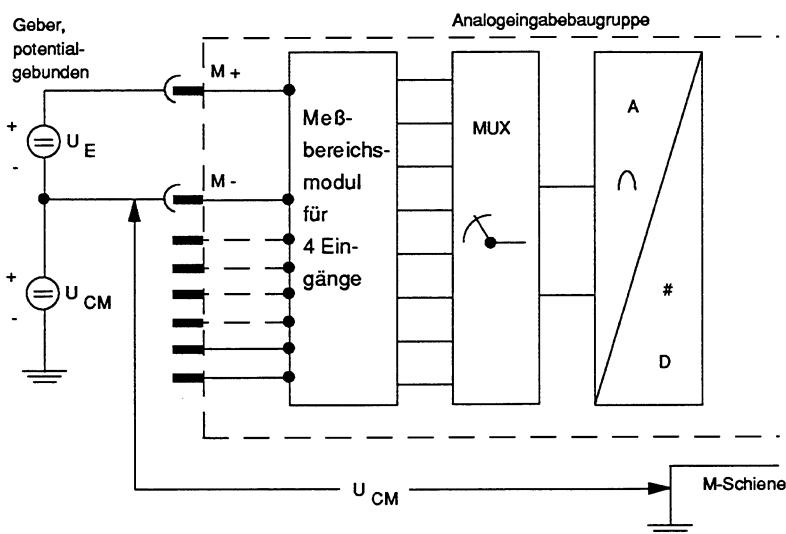 Analogeingabebaugruppe
Geber,
potential-
gebunden
M +
+
U E
-
M -
+
U CM
-
Meß-
bereichs-
modul
für
4 Ein-
gänge
MUX
A
∩
#
D
U CM
M-Schiene